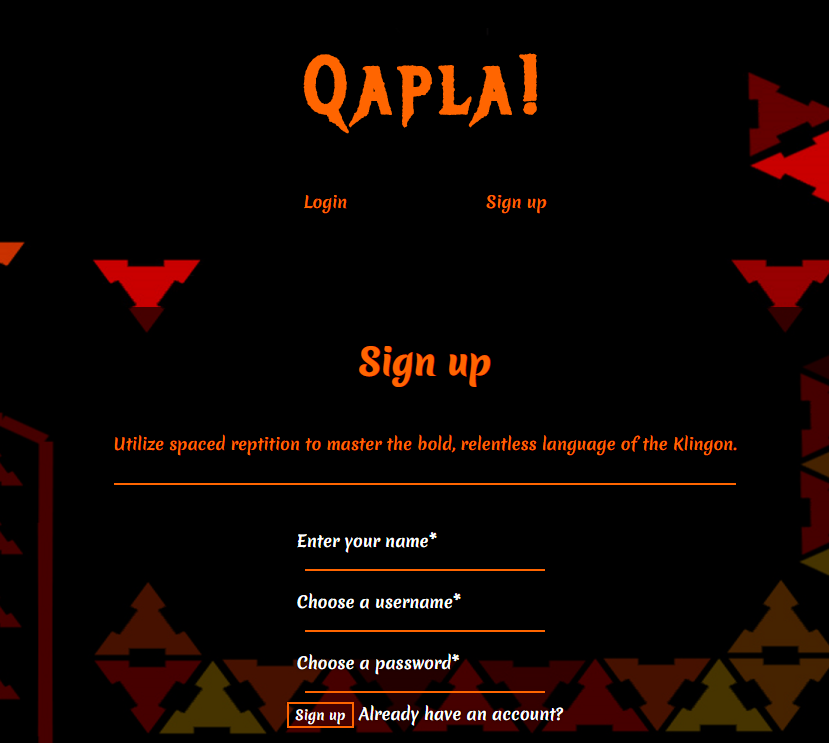 Qapla!
Login Sign up
Sign up
Utilize spaced reptition to master the bold, relentless language of the Klingon.
Enter your name*
Choose a username*
Choose a password*
Sign up Already have an account?